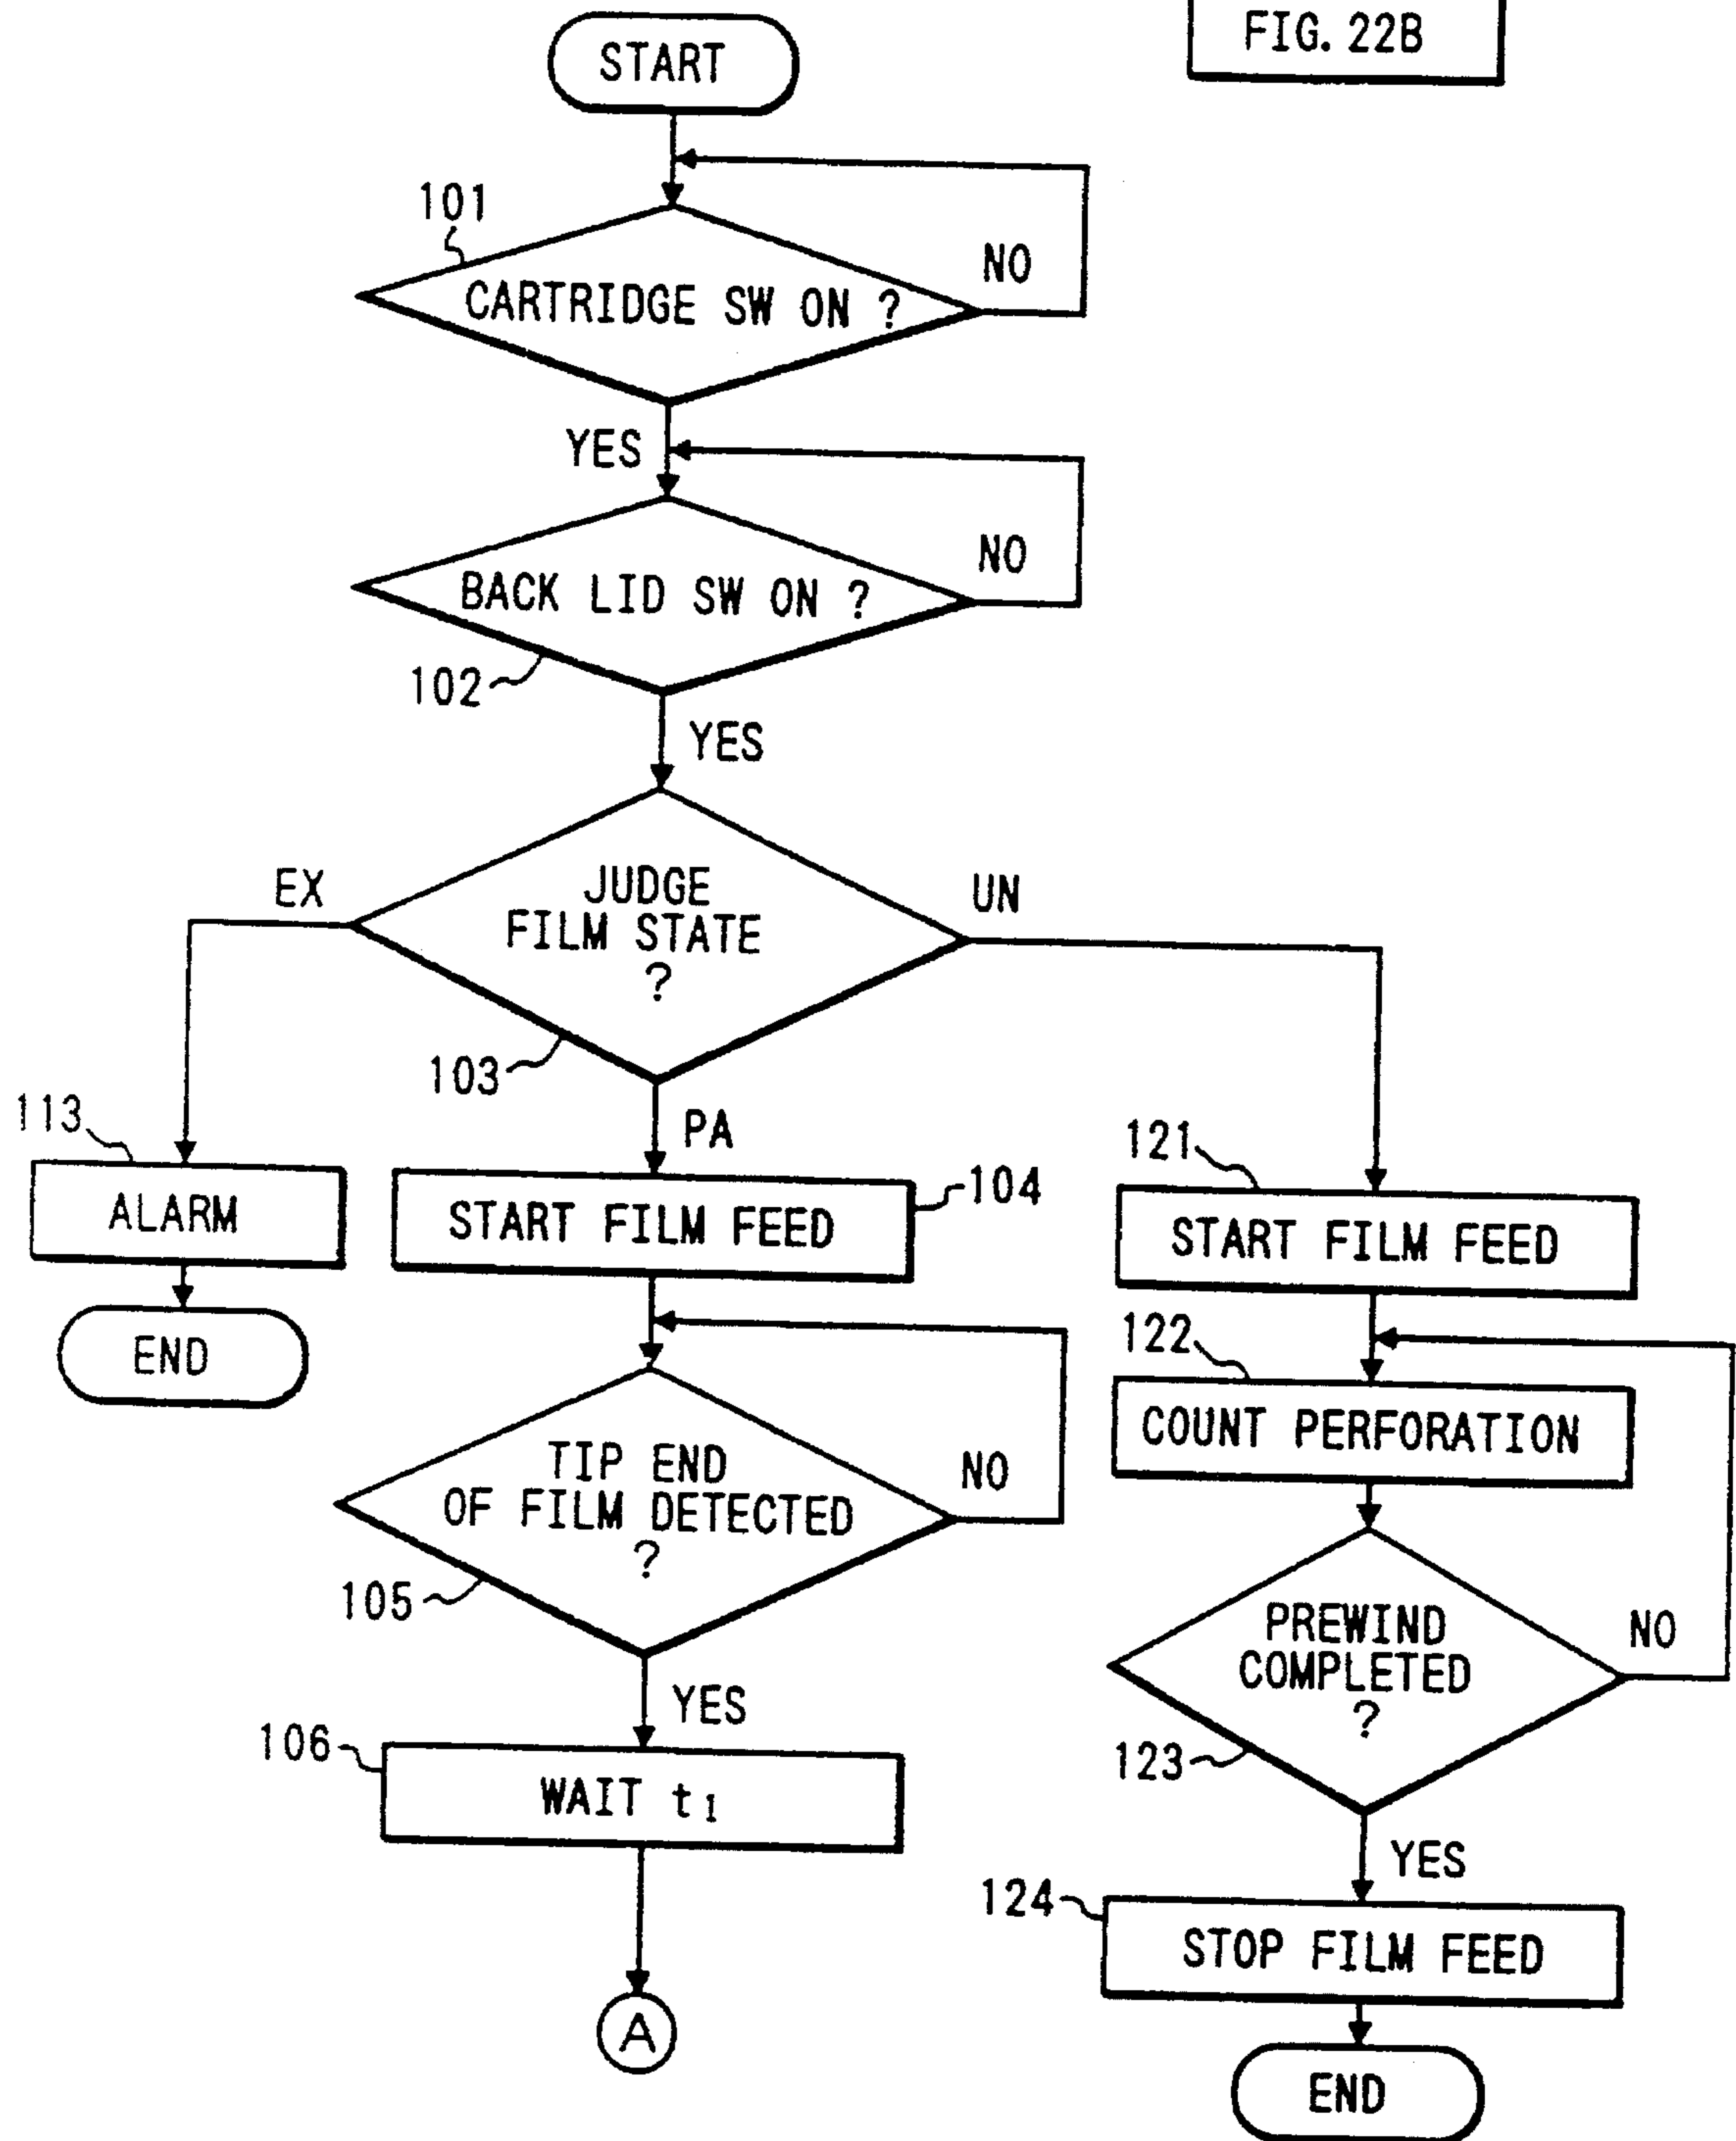 FIG. 22B
START
101
CARTRIDGE SW ON ?
NO
YES
BACK LID SW ON ?
NO
102
YES
JUDGE
FILM STATE
?
EX
UN
103
PA
113
ALARM
END
START FILM FEED
104
TIP END
OF FILM DETECTED
?
NO
105
YES
106
WAIT t1
A
121
START FILM FEED
122
COUNT PERFORATION
PREWIND
COMPLETED
?
NO
123
YES
124
STOP FILM FEED
END